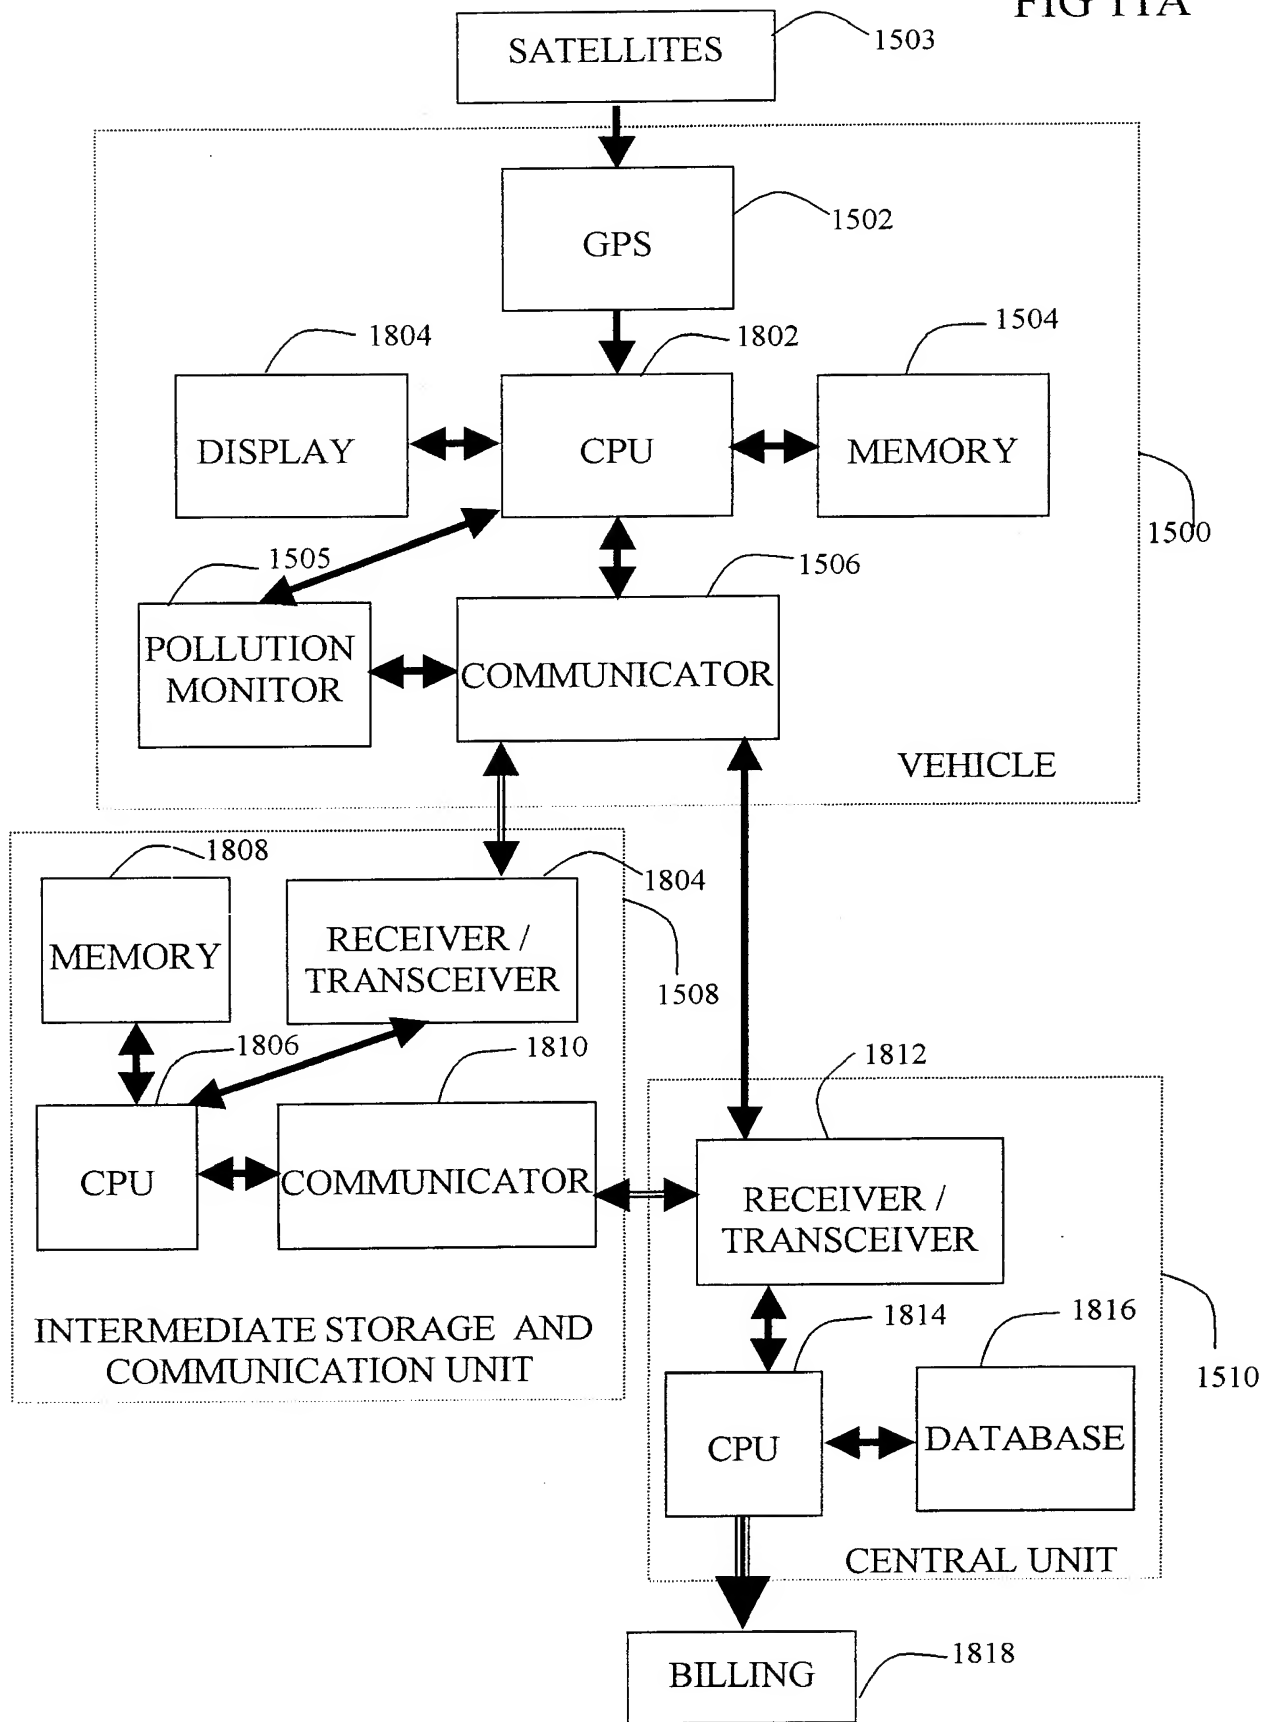 FIG 11A
SATELLITES
1503
GPS
1502
1804
1802
1504
DISPLAY
CPU
MEMORY
1500
1505
1506
POLLUTION
MONITOR
COMMUNICATOR
VEHICLE
1808
1804
MEMORY
RECEIVER /
TRANSCEIVER
1508
1806
1810
1812
CPU
COMMUNICATOR
RECEIVER /
TRANSCEIVER
INTERMEDIATE STORAGE AND
COMMUNICATION UNIT
1814
1816
1510
CPU
DATABASE
CENTRAL UNIT
BILLING
1818